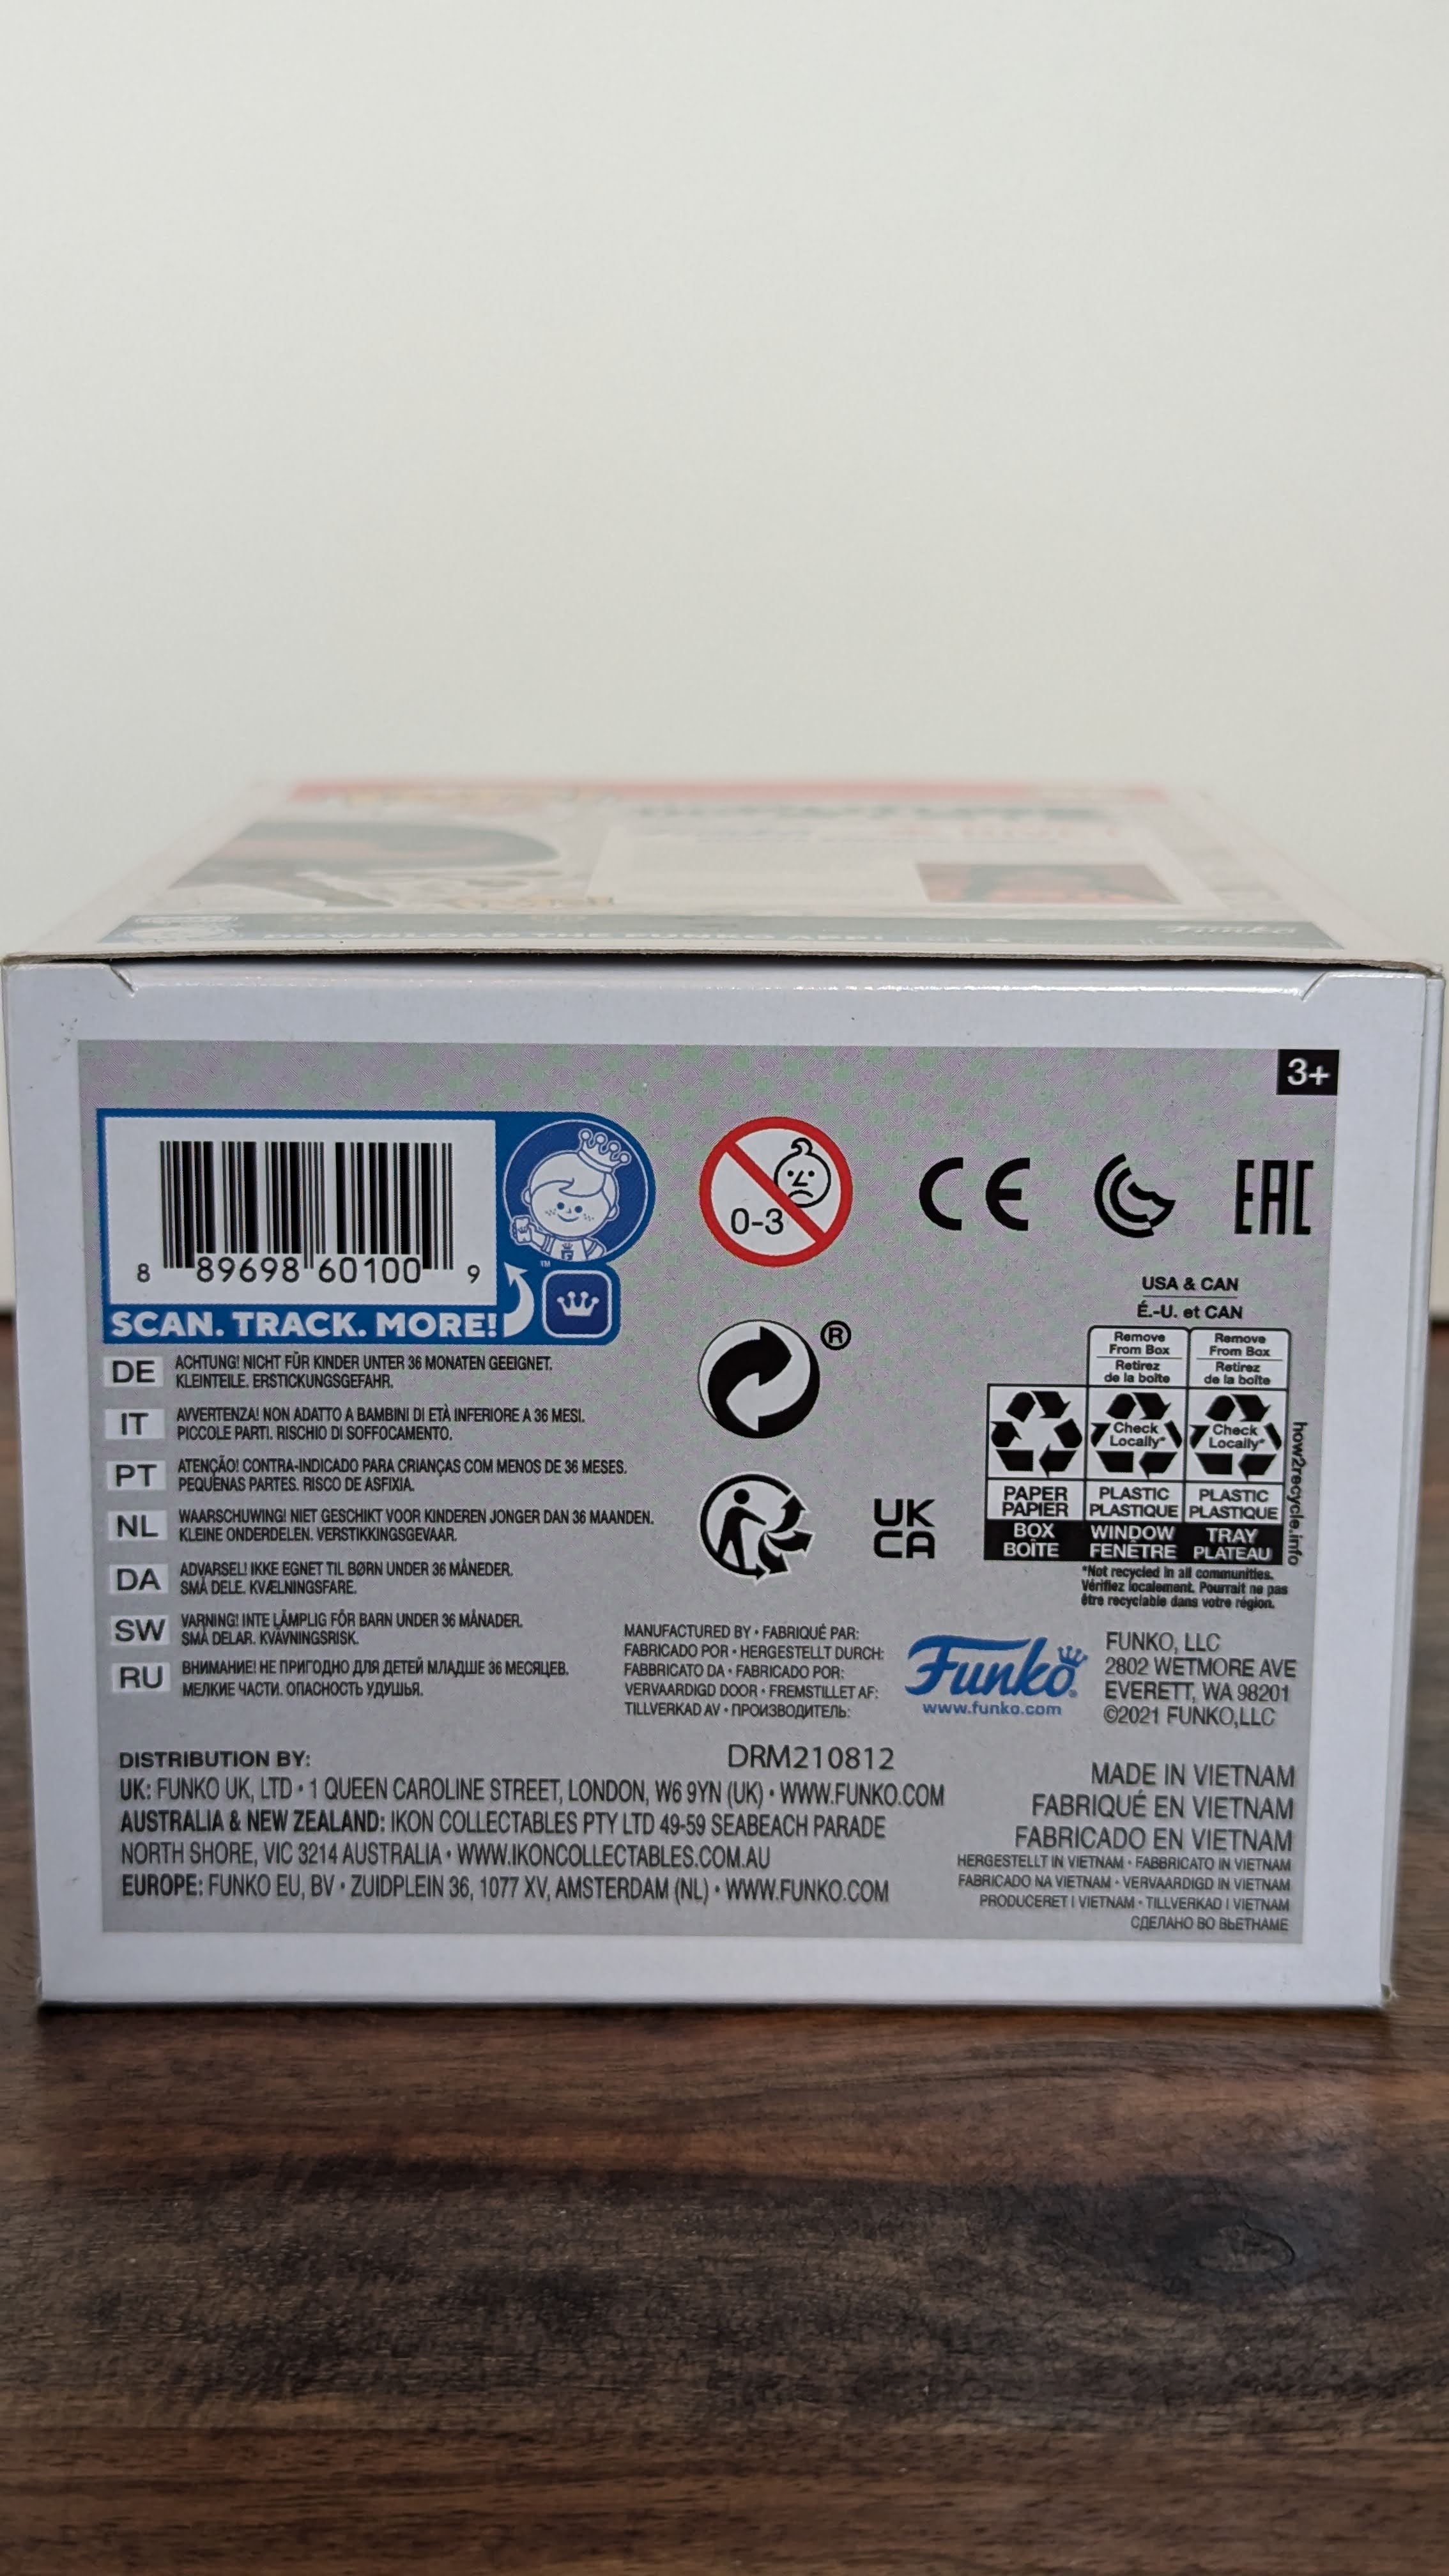 DOWNLOAD THE FUNKO APP!
Funko
3+
8 89698 60100 9
SCAN. TRACK. MORE!
TM
0-3
CE
EAC
DE
ACHTUNG! NICHT FÜR KINDER UNTER 36 MONATEN GEEIGNET.
KLEINTEILE. ERSTICKUNGSGEFAHR.
IT
AVVERTENZA! NON ADATTO A BAMBINI DI ETÀ INFERIORE A 36 MESI.
PICCOLE PARTI. RISCHIO DI SOFFOCAMENTO.
PT
ATENÇÃO! CONTRA-INDICADO PARA CRIANÇAS COM MENOS DE 36 MESES.
PEQUENAS PARTES. RISCO DE ASFIXIA.
NL
WAARSCHUWING! NIET GESCHIKT VOOR KINDEREN JONGER DAN 36 MAANDEN.
KLEINE ONDERDELEN. VERSTIKKINGSGEVAAR.
DA
ADVARSEL! IKKE EGNET TIL BØRN UNDER 36 MÅNEDER.
SMÅ DELE. KVÆLNINGSFARE.
SW
VARNING! INTE LÄMPLIG FÖR BARN UNDER 36 MÅNADER.
SMÅ DELAR. KVÄVNINGSRISK.
RU
ВНИМАНИЕ! НЕ ПРИГОДНО ДЛЯ ДЕТЕЙ МЛАДШЕ 36 МЕСЯЦЕВ.
МЕЛКИЕ ЧАСТИ. ОПАСНОСТЬ УДУШЬЯ.
®
UK
CA
USA & CAN
É.-U. et CAN
Remove
From Box
Retirez
de la boîte
Remove
From Box
Retirez
de la boîte
Check
Locally*
Check
Locally*
PAPER
PAPIER
PLASTIC
PLASTIQUE
PLASTIC
PLASTIQUE
BOX
BOÎTE
WINDOW
FENÊTRE
TRAY
PLATEAU
how2recycle.info
*Not recycled in all communities.
Vérifiez localement. Pourrait ne pas
être recyclable dans votre région.
MANUFACTURED BY • FABRIQUÉ PAR:
FABRICADO POR • HERGESTELLT DURCH:
FABBRICATO DA • FABRICADO POR:
VERVAARDIGD DOOR • FREMSTILLET AF:
TILLVERKAD AV • ПРОИЗВОДИТЕЛЬ:
Funko®
www.funko.com
FUNKO, LLC
2802 WETMORE AVE
EVERETT, WA 98201
©2021 FUNKO,LLC
DRM210812
DISTRIBUTION BY:
UK: FUNKO UK, LTD • 1 QUEEN CAROLINE STREET, LONDON, W6 9YN (UK) • WWW.FUNKO.COM
AUSTRALIA & NEW ZEALAND: IKON COLLECTABLES PTY LTD 49-59 SEABEACH PARADE
NORTH SHORE, VIC 3214 AUSTRALIA • WWW.IKONCOLLECTABLES.COM.AU
EUROPE: FUNKO EU, BV • ZUIDPLEIN 36, 1077 XV, AMSTERDAM (NL) • WWW.FUNKO.COM
MADE IN VIETNAM
FABRIQUÉ EN VIETNAM
FABRICADO EN VIETNAM
HERGESTELLT IN VIETNAM • FABBRICATO IN VIETNAM
FABRICADO NA VIETNAM • VERVAARDIGD IN VIETNAM
PRODUCERET I VIETNAM • TILLVERKAD I VIETNAM
СДЕЛАНО ВО ВЬЕТНАМЕ